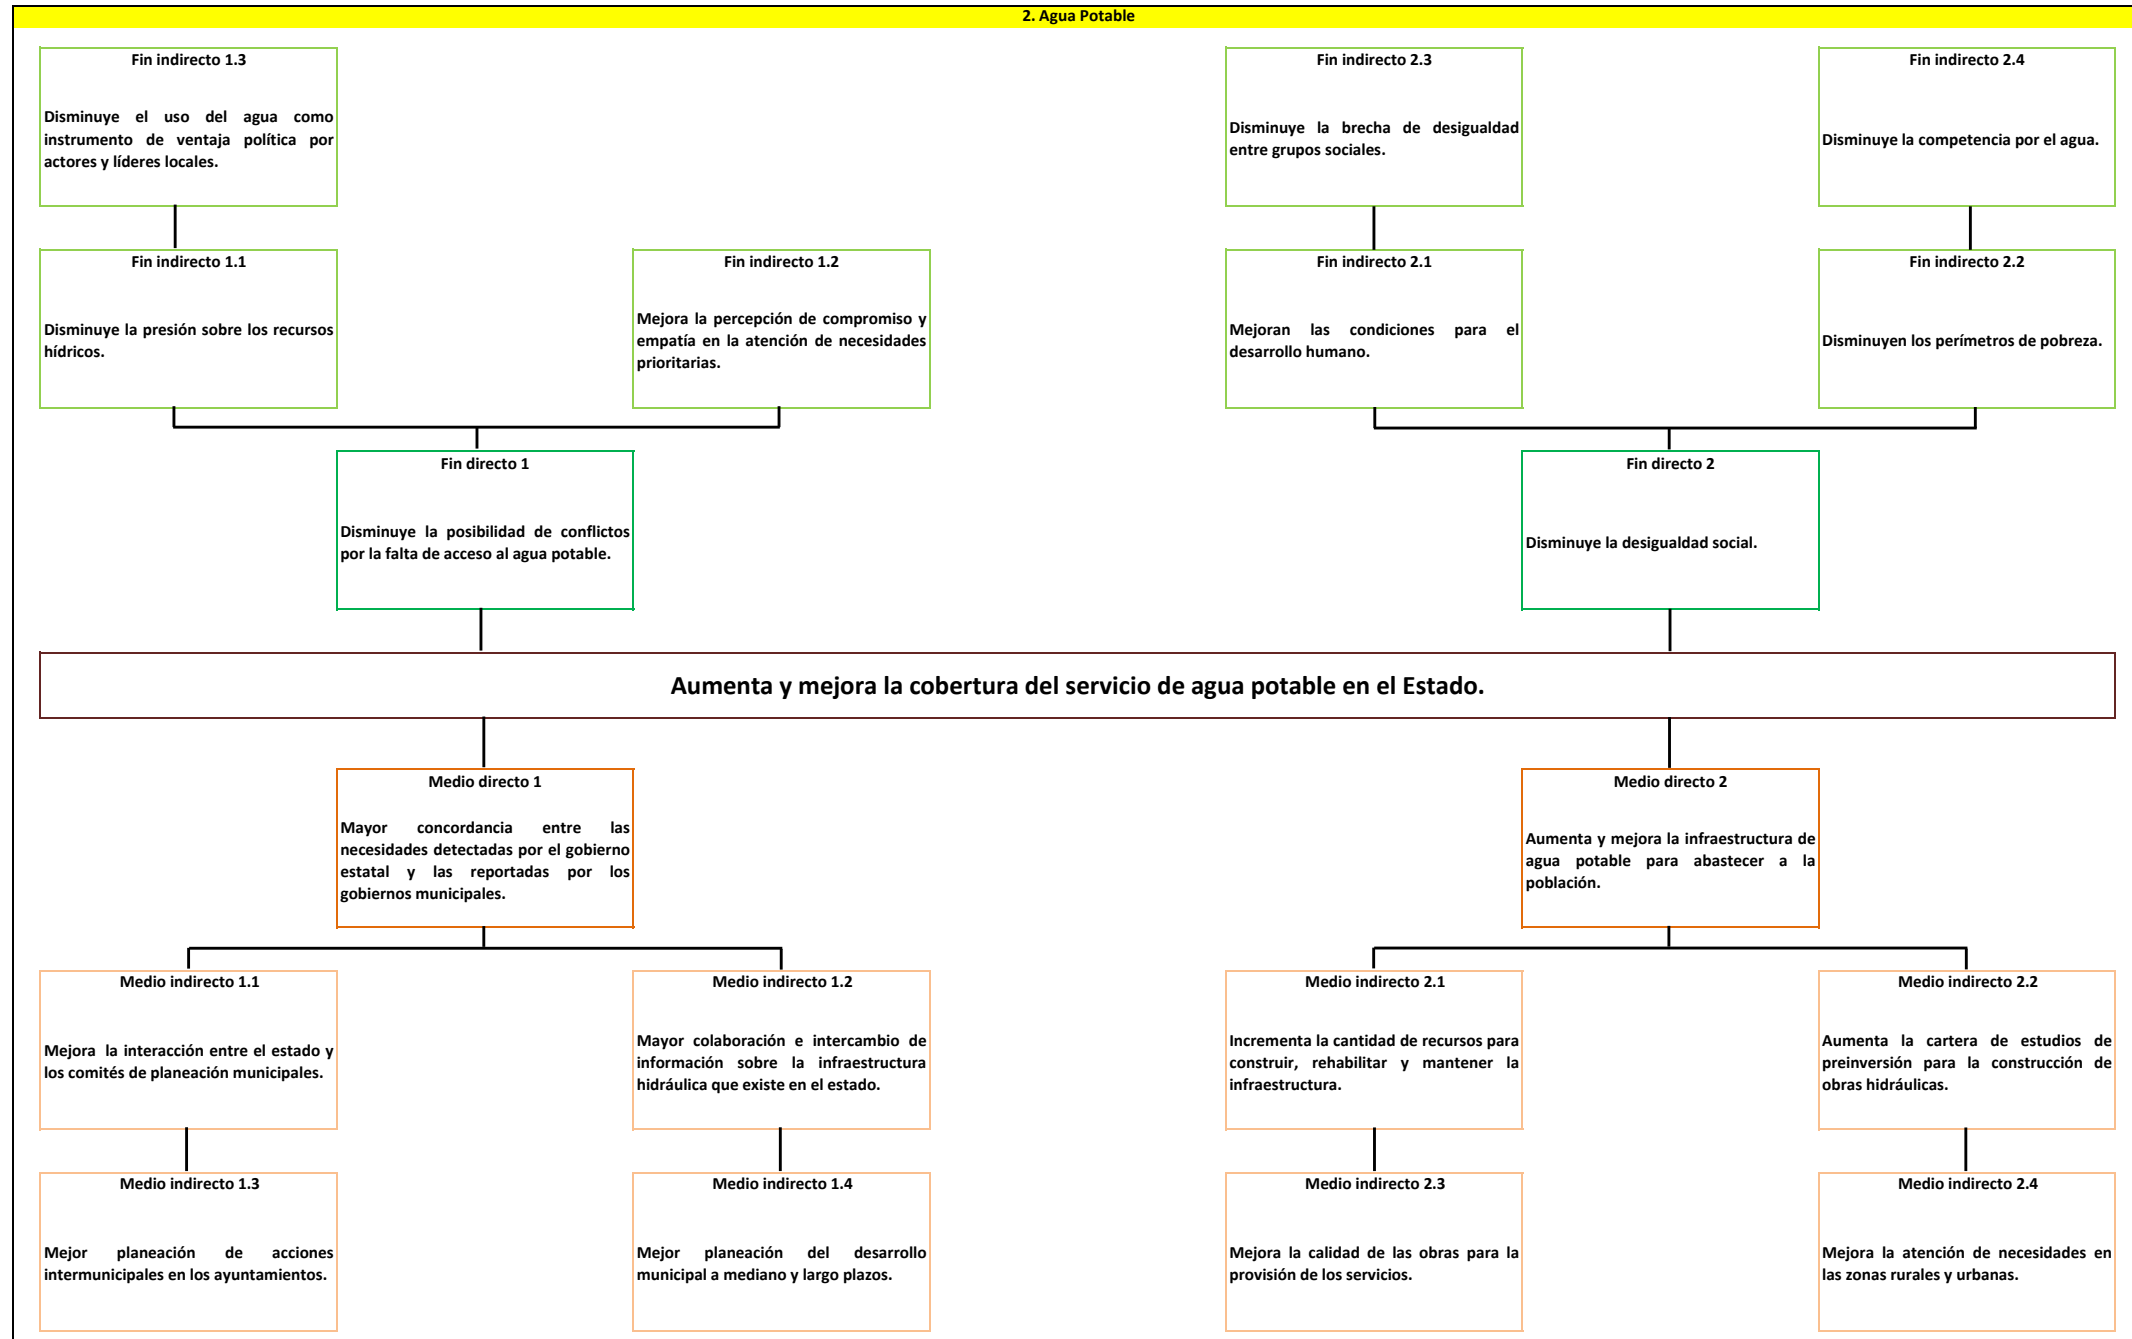 2. Agua Potable
Fin indirecto 1.3
Disminuye el uso del agua como
instrumento de ventaja política por
actores y líderes locales.
Fin indirecto 2.3
Disminuye la brecha de desigualdad
entre grupos sociales.
Fin indirecto 2.4
Disminuye la competencia por el agua.
Fin indirecto 1.1
Disminuye la presión sobre los recursos
hídricos.
Fin indirecto 1.2
Mejora la percepción de compromiso y
empatía en la atención de necesidades
prioritarias.
Fin indirecto 2.1
Mejoran las condiciones para el
desarrollo humano.
Fin indirecto 2.2
Disminuyen los perímetros de pobreza.
Fin directo 1
Disminuye la posibilidad de conflictos
por la falta de acceso al agua potable.
Fin directo 2
Disminuye la desigualdad social.
Aumenta y mejora la cobertura del servicio de agua potable en el Estado.
Medio directo 1
Mayor concordancia entre las
necesidades detectadas por el gobierno
estatal y las reportadas por los
gobiernos municipales.
Medio directo 2
Aumenta y mejora la infraestructura de
agua potable para abastecer a la
población.
Medio indirecto 1.1
Mejora la interacción entre el estado y
los comités de planeación municipales.
Medio indirecto 1.2
Mayor colaboración e intercambio de
información sobre la infraestructura
hidráulica que existe en el estado.
Medio indirecto 2.1
Incrementa la cantidad de recursos para
construir, rehabilitar y mantener la
infraestructura.
Medio indirecto 2.2
Aumenta la cartera de estudios de
preinversión para la construcción de
obras hidráulicas.
Medio indirecto 1.3
Mejor planeación de acciones
intermunicipales en los ayuntamientos.
Medio indirecto 1.4
Mejor planeación del desarrollo
municipal a mediano y largo plazos.
Medio indirecto 2.3
Mejora la calidad de las obras para la
provisión de los servicios.
Medio indirecto 2.4
Mejora la atención de necesidades en
las zonas rurales y urbanas.